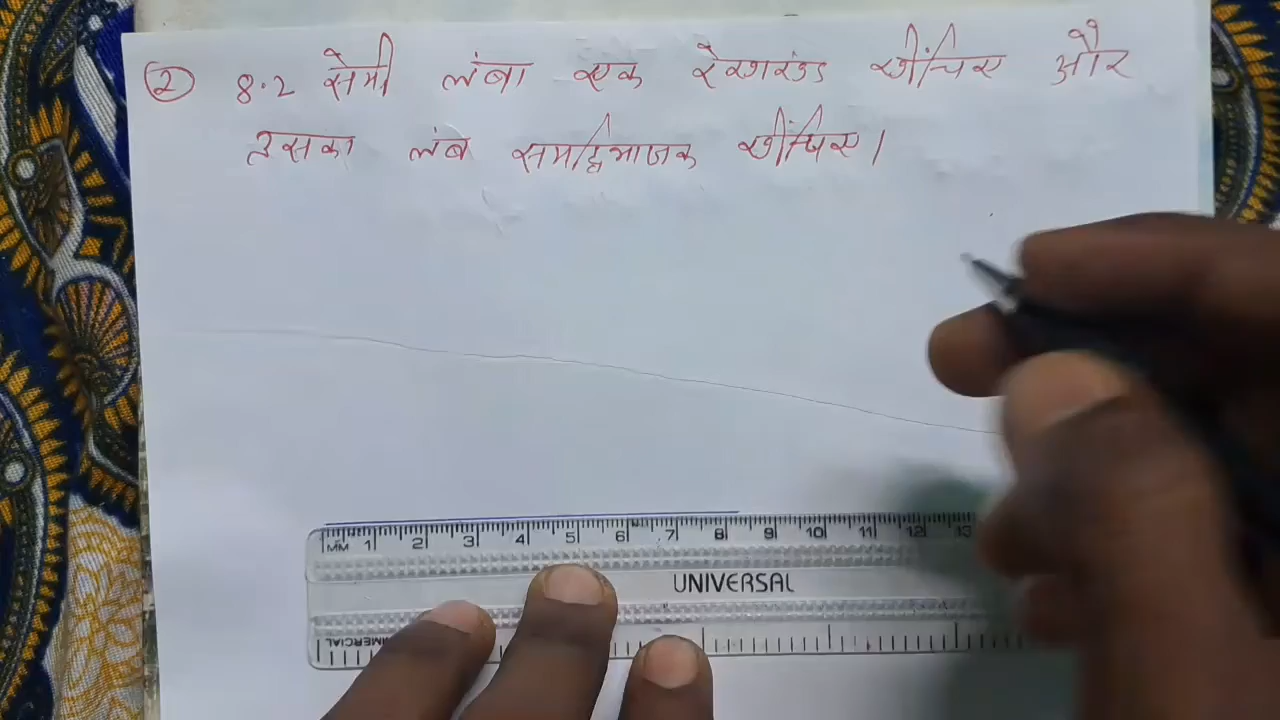 ② 8.2 सेमी लंबा एक रेखाखंड खींचिए और
उसका लंब समद्विभाजक खींचिए।
MM 1 2 3 4 5 6 7 8 9 10 11 12 13
UNIVERSAL